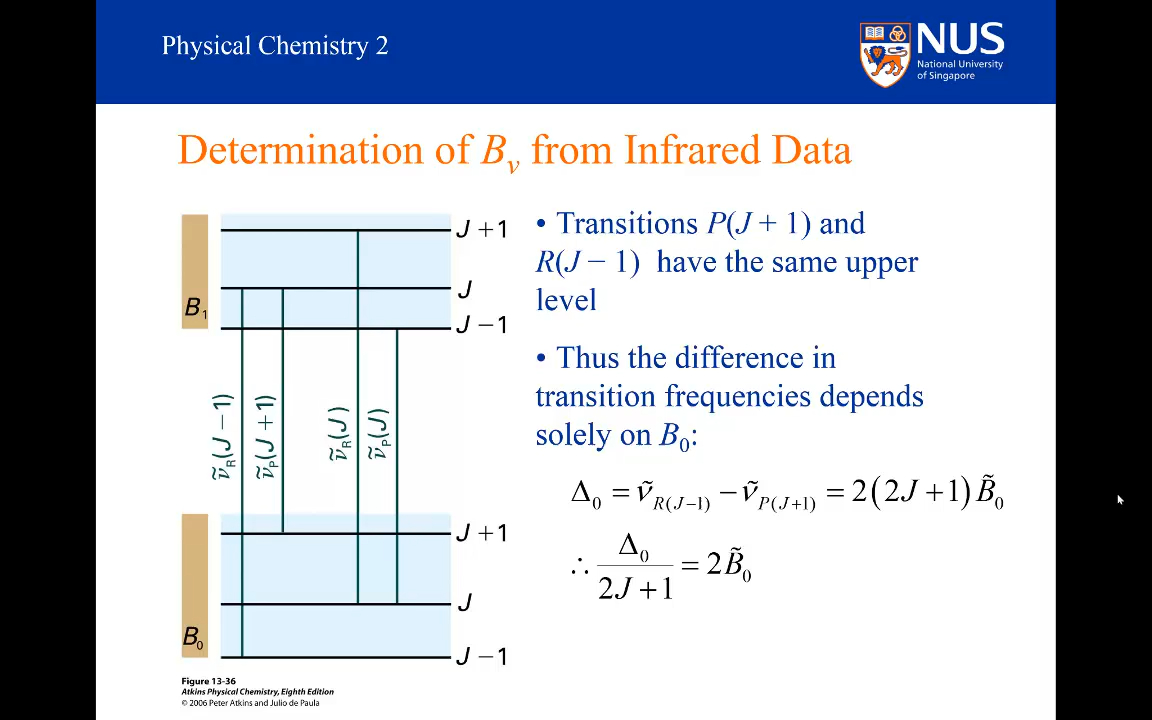 Physical Chemistry 2
NUS
National University
of Singapore
Determination of Bᵥ from Infrared Data
J +1
J
J −1
B₁
ν̃R(J − 1)
ν̃P(J + 1)
ν̃R(J)
ν̃P(J)
J +1
J
J −1
B₀
Figure 13-36
Atkins Physical Chemistry, Eighth Edition
© 2006 Peter Atkins and Julio de Paula
• Transitions P(J + 1) and
R(J − 1) have the same upper
level
• Thus the difference in
transition frequencies depends
solely on B₀:
Δ₀ = ν̃R(J−1) − ν̃P(J+1) = 2(2J + 1)B̃₀
∴ Δ₀/(2J + 1) = 2B̃₀